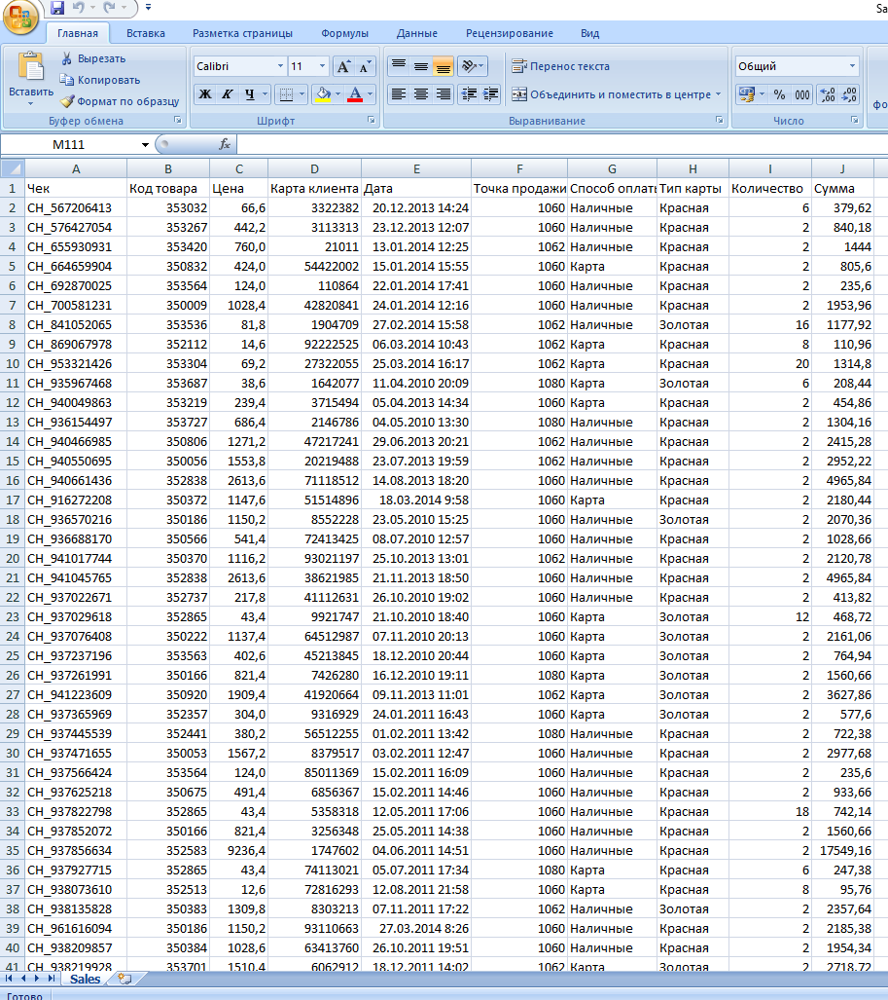 Sa
Главная Вставка Разметка страницы Формулы Данные Рецензирование Вид
Вставить Вырезать Копировать Формат по образцу
Calibri 11 Ж К Ч
Перенос текста
Объединить и поместить в центре
Общий
% 000 ,00 ,00
фо
Буфер обмена Шрифт Выравнивание Число
M111 fx
A B C D E F G H I J
1 Чек Код товара Цена Карта клиента Дата Точка продажи Способ оплаты Тип карты Количество Сумма
2 CH_567206413 353032 66,6 3322382 20.12.2013 14:24 1060 Наличные Красная 6 379,62
3 CH_576427054 353267 442,2 3113313 23.12.2013 12:07 1060 Наличные Красная 2 840,18
4 CH_655930931 353420 760,0 21011 13.01.2014 12:25 1062 Наличные Красная 2 1444
5 CH_664659904 350832 424,0 54422002 15.01.2014 15:55 1060 Карта Красная 2 805,6
6 CH_692870025 353564 124,0 110864 22.01.2014 17:41 1060 Наличные Красная 2 235,6
7 CH_700581231 350009 1028,4 42820841 24.01.2014 12:16 1060 Наличные Красная 2 1953,96
8 CH_841052065 353536 81,8 1904709 27.02.2014 15:58 1062 Наличные Золотая 16 1177,92
9 CH_869067978 352112 14,6 92222525 06.03.2014 10:43 1062 Карта Красная 8 110,96
10 CH_953321426 353304 69,2 27322055 25.03.2014 16:17 1062 Карта Красная 20 1314,8
11 CH_935967468 353687 38,6 1642077 11.04.2010 20:09 1080 Карта Золотая 6 208,44
12 CH_940049863 353219 239,4 3715494 05.04.2013 14:34 1060 Карта Красная 2 454,86
13 CH_936154497 353727 686,4 2146786 04.05.2010 13:30 1080 Наличные Красная 2 1304,16
14 CH_940466985 350806 1271,2 47217241 29.06.2013 20:21 1062 Наличные Красная 2 2415,28
15 CH_940550695 350056 1553,8 20219488 23.07.2013 19:59 1062 Наличные Красная 2 2952,22
16 CH_940661436 352838 2613,6 71118512 14.08.2013 18:20 1060 Наличные Красная 2 4965,84
17 CH_916272208 350372 1147,6 51514896 18.03.2014 9:58 1060 Карта Красная 2 2180,44
18 CH_936570216 350186 1150,2 8552228 23.05.2010 15:25 1060 Наличные Золотая 2 2070,36
19 CH_936688170 350566 541,4 72413425 08.07.2010 12:57 1060 Наличные Красная 2 1028,66
20 CH_941017744 350370 1116,2 93021197 25.10.2013 13:01 1062 Наличные Красная 2 2120,78
21 CH_941045765 352838 2613,6 38621985 21.11.2013 18:50 1060 Наличные Красная 2 4965,84
22 CH_937022671 352737 217,8 41112631 26.10.2010 19:02 1060 Наличные Красная 2 413,82
23 CH_937029618 352865 43,4 9921747 21.10.2010 18:40 1060 Карта Золотая 12 468,72
24 CH_937076408 350222 1137,4 64512987 07.11.2010 20:13 1060 Карта Золотая 2 2161,06
25 CH_937237196 353563 402,6 45213845 18.12.2010 20:44 1060 Карта Золотая 2 764,94
26 CH_937261991 350166 821,4 7426280 16.12.2010 19:11 1080 Карта Золотая 2 1560,66
27 CH_941223609 350920 1909,4 41920664 09.11.2013 11:01 1062 Карта Золотая 2 3627,86
28 CH_937365969 352357 304,0 9316929 24.01.2011 16:43 1060 Карта Золотая 2 577,6
29 CH_937445539 352441 380,2 56512255 01.02.2011 13:42 1080 Наличные Красная 2 722,38
30 CH_937471655 350053 1567,2 8379517 03.02.2011 12:47 1060 Наличные Красная 2 2977,68
31 CH_937566424 353564 124,0 85011369 15.02.2011 16:09 1060 Наличные Красная 2 235,6
32 CH_937625218 350675 491,4 6856367 15.02.2011 14:46 1060 Наличные Красная 2 933,66
33 CH_937822798 352865 43,4 5358318 12.05.2011 17:06 1060 Наличные Красная 18 742,14
34 CH_937852072 350166 821,4 3256348 25.05.2011 14:38 1060 Наличные Красная 2 1560,66
35 CH_937856634 352583 9236,4 1747602 04.06.2011 14:51 1060 Наличные Красная 2 17549,16
36 CH_937927715 352865 43,4 74113021 05.07.2011 17:34 1080 Карта Красная 6 247,38
37 CH_938073610 352513 12,6 72816293 12.08.2011 21:58 1060 Карта Красная 8 95,76
38 CH_938135828 350383 1309,8 8303213 07.11.2011 17:22 1062 Наличные Золотая 2 2357,64
39 CH_961616094 350186 1150,2 93110663 27.03.2014 8:26 1060 Наличные Красная 2 2185,38
40 CH_938209857 350384 1028,6 63413760 26.10.2011 19:51 1060 Наличные Красная 2 1954,34
41 CH_938219928 353701 1510,4 6062912 18.12.2011 14:02 1062 Карта Золотая 2 2718,72
Sales
Готово